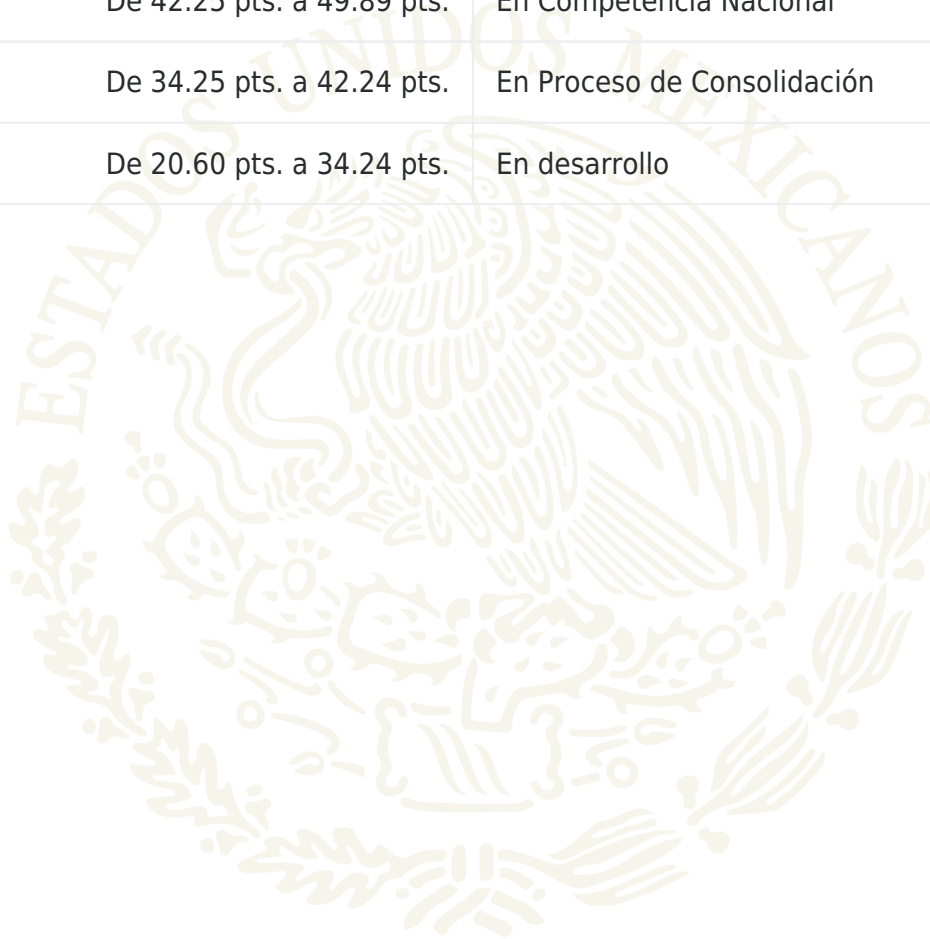 De 42.25 pts. a 49.89 pts. En Competencia Nacional
De 34.25 pts. a 42.24 pts. En Proceso de Consolidación
De 20.60 pts. a 34.24 pts. En desarrollo
ESTADOS UNIDOS MEXICANOS